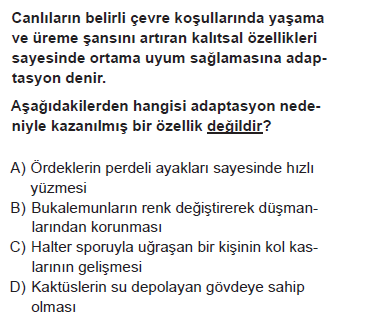 Canlıların belirli çevre koşullarında yaşama
ve üreme şansını artıran kalıtsal özellikleri
sayesinde ortama uyum sağlamasına adap-
tasyon denir.
Aşağıdakilerden hangisi adaptasyon nede-
niyle kazanılmış bir özellik değildir?
A) Ördeklerin perdeli ayakları sayesinde hızlı
yüzmesi
B) Bukalemunların renk değiştirerek düşman-
larından korunması
C) Halter sporuyla uğraşan bir kişinin kol kas-
larının gelişmesi
D) Kaktüslerin su depolayan gövdeye sahip
olması